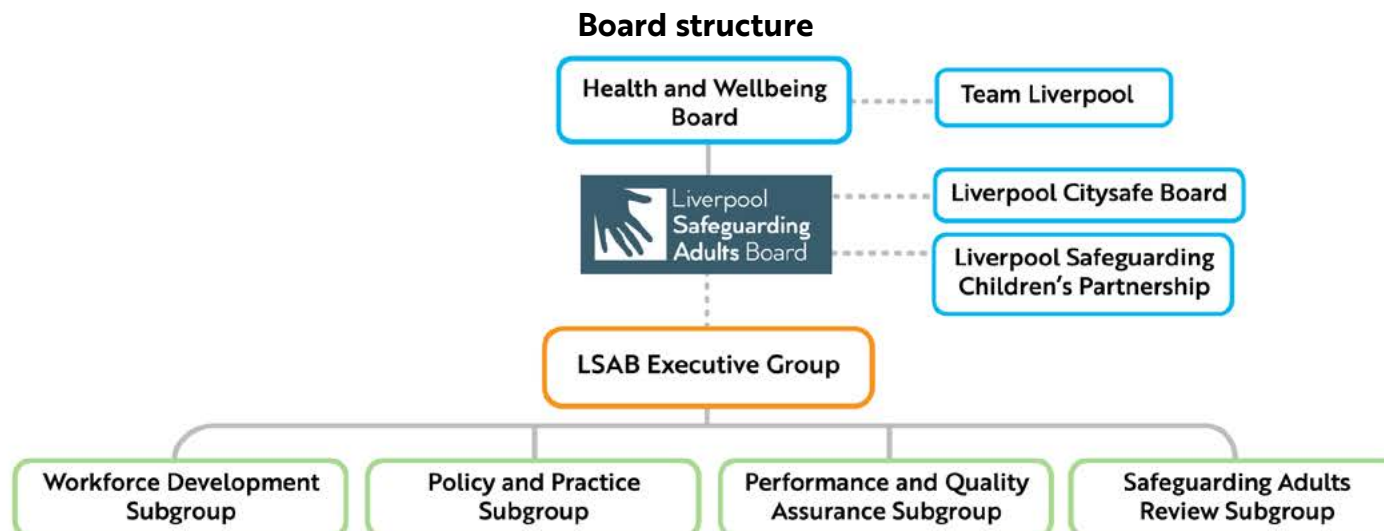 Board structure
Health and Wellbeing
Board
Team Liverpool
Liverpool
Safeguarding
Adults Board
Liverpool Citysafe Board
Liverpool Safeguarding
Children’s Partnership
LSAB Executive Group
Workforce Development
Subgroup
Policy and Practice
Subgroup
Performance and Quality
Assurance Subgroup
Safeguarding Adults
Review Subgroup